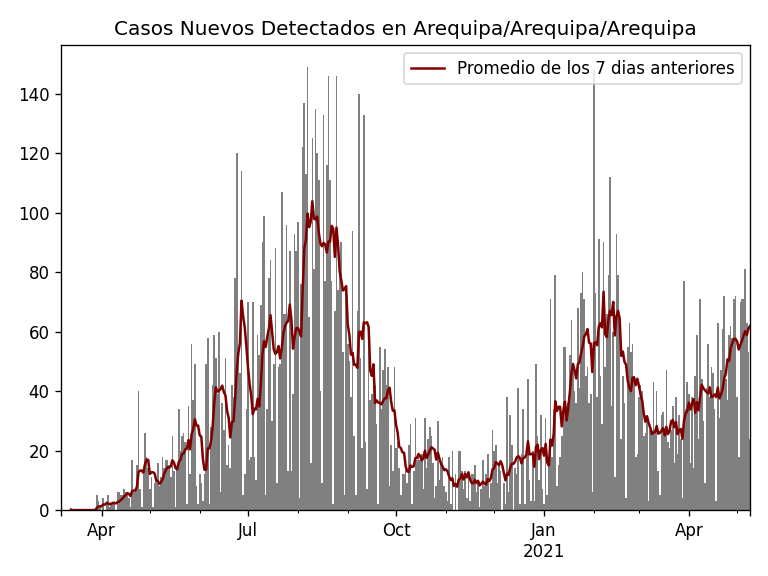 Casos Nuevos Detectados en Arequipa/Arequipa/Arequipa
Promedio de los 7 dias anteriores
140
120
100
80
60
40
20
0
Apr
Jul
Oct
Jan
2021
Apr